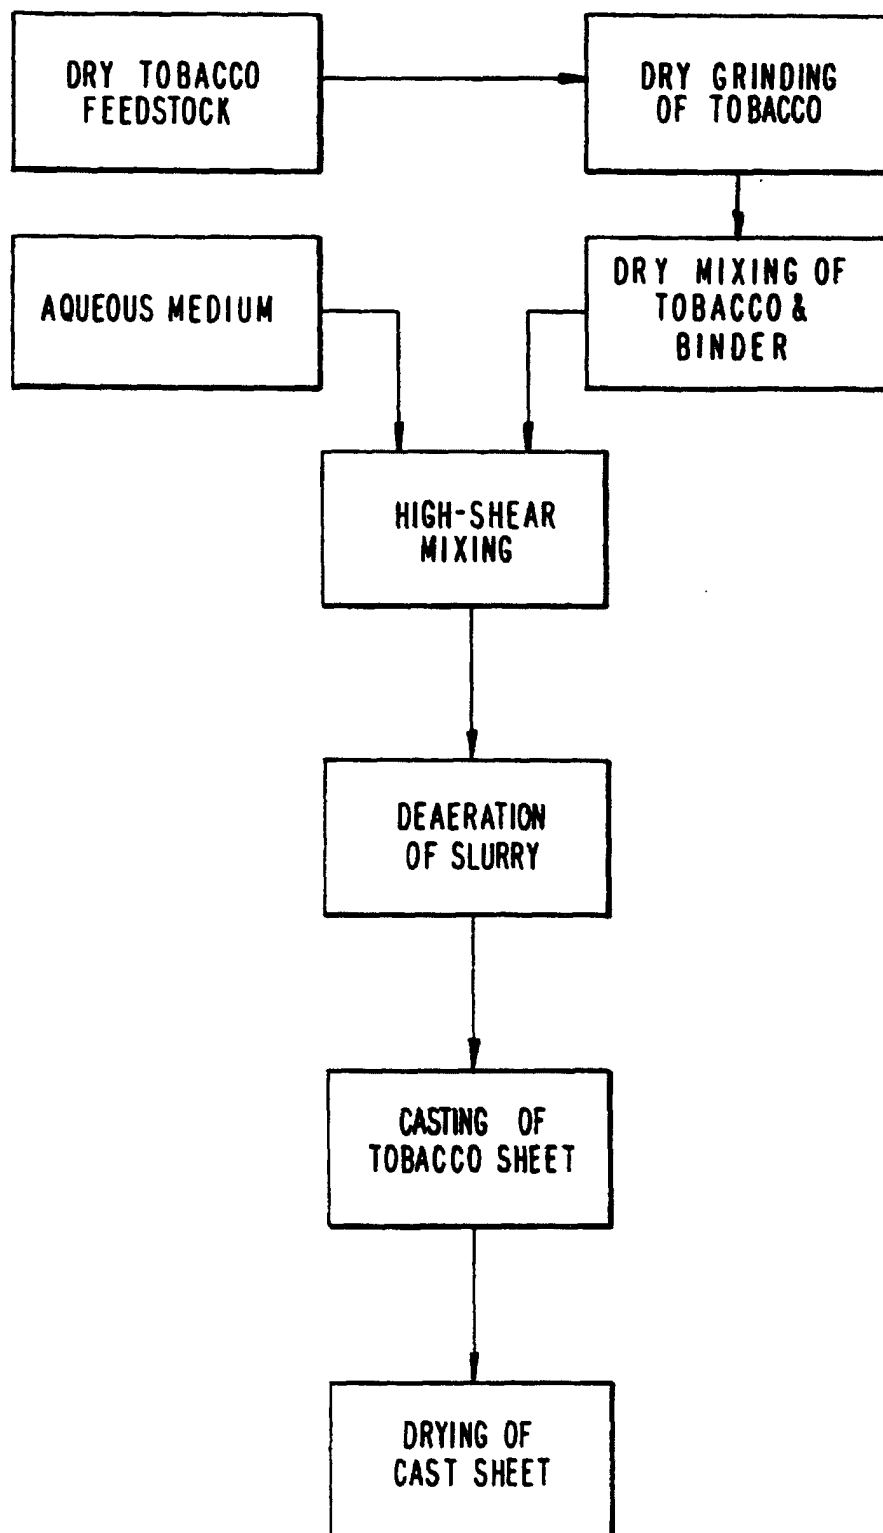 DRY TOBACCO
FEEDSTOCK
DRY GRINDING
OF TOBACCO
AQUEOUS MEDIUM
DRY MIXING OF
TOBACCO &
BINDER
HIGH-SHEAR
MIXING
DEAERATION
OF SLURRY
CASTING OF
TOBACCO SHEET
DRYING OF
CAST SHEET